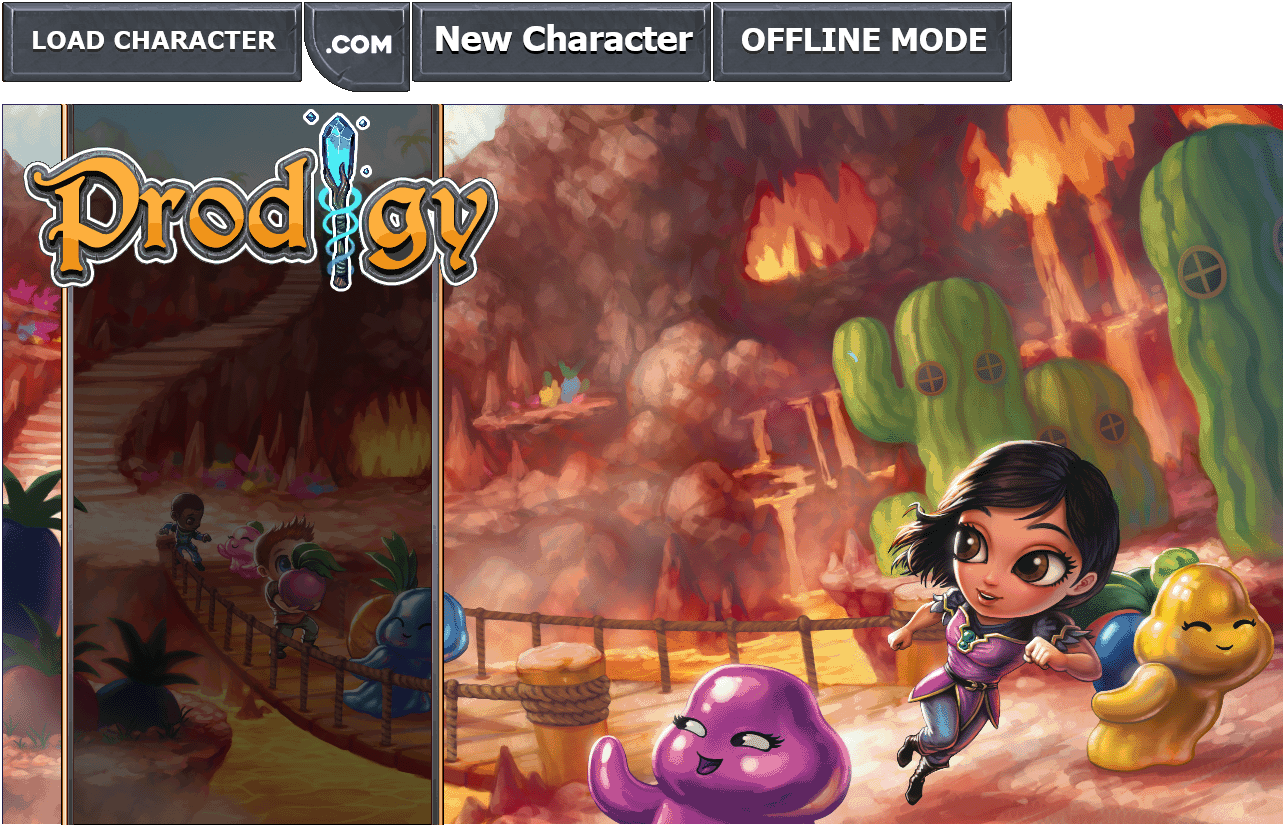 LOAD CHARACTER
.COM
New Character
OFFLINE MODE
Prodigy